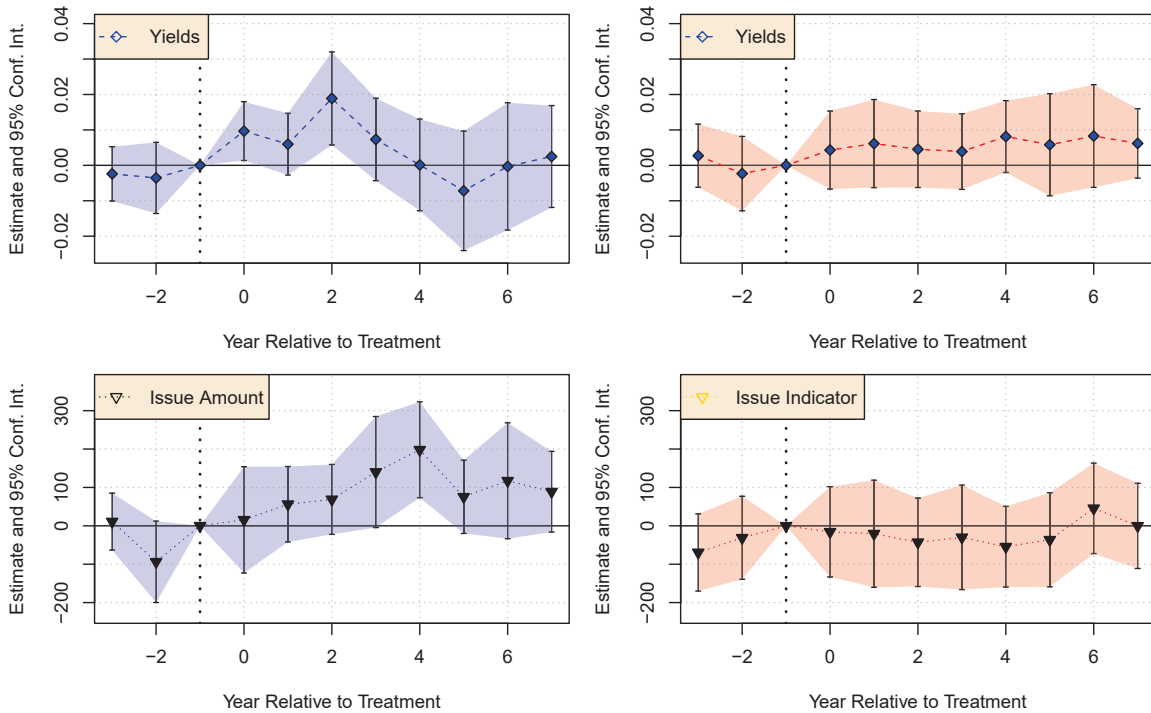 Yields
Estimate and 95% Conf. Int.
0.04
0.02
0.00
−0.02
−2 0 2 4 6
Year Relative to Treatment
Yields
Estimate and 95% Conf. Int.
0.04
0.02
0.00
−0.02
−2 0 2 4 6
Year Relative to Treatment
Issue Amount
Estimate and 95% Conf. Int.
300
100
0
−200
−2 0 2 4 6
Year Relative to Treatment
Issue Indicator
Estimate and 95% Conf. Int.
300
100
0
−200
−2 0 2 4 6
Year Relative to Treatment